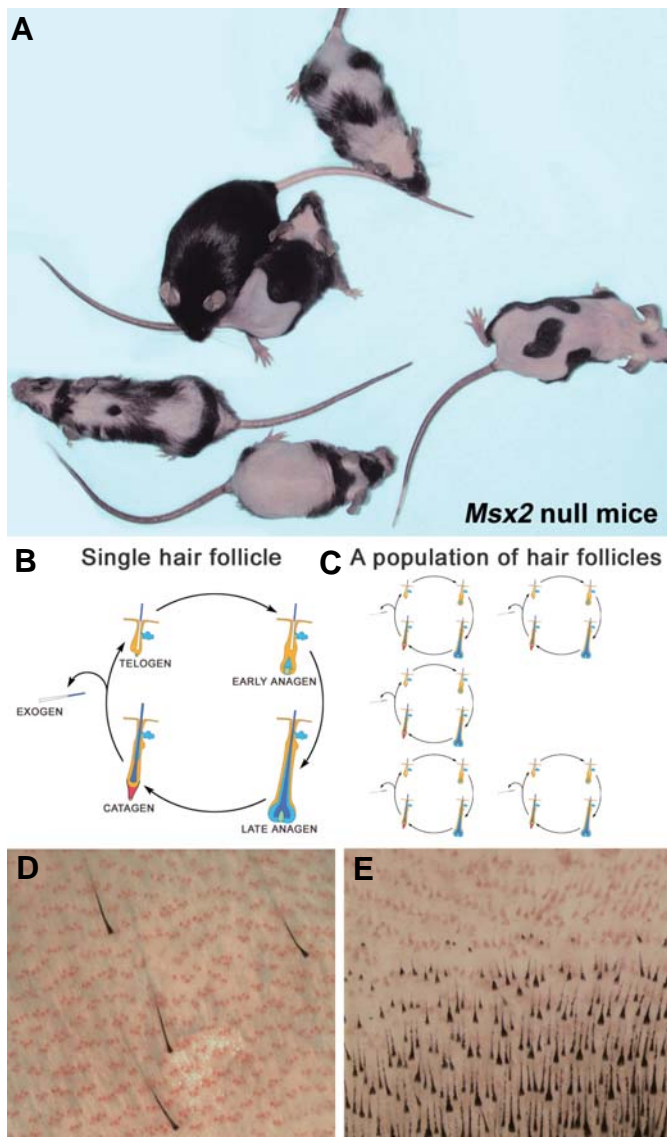 A
Msx2 null mice
B
Single hair follicle
C
A population of hair follicles
TELOGEN
EARLY ANAGEN
EXOGEN
CATAGEN
LATE ANAGEN
D
E